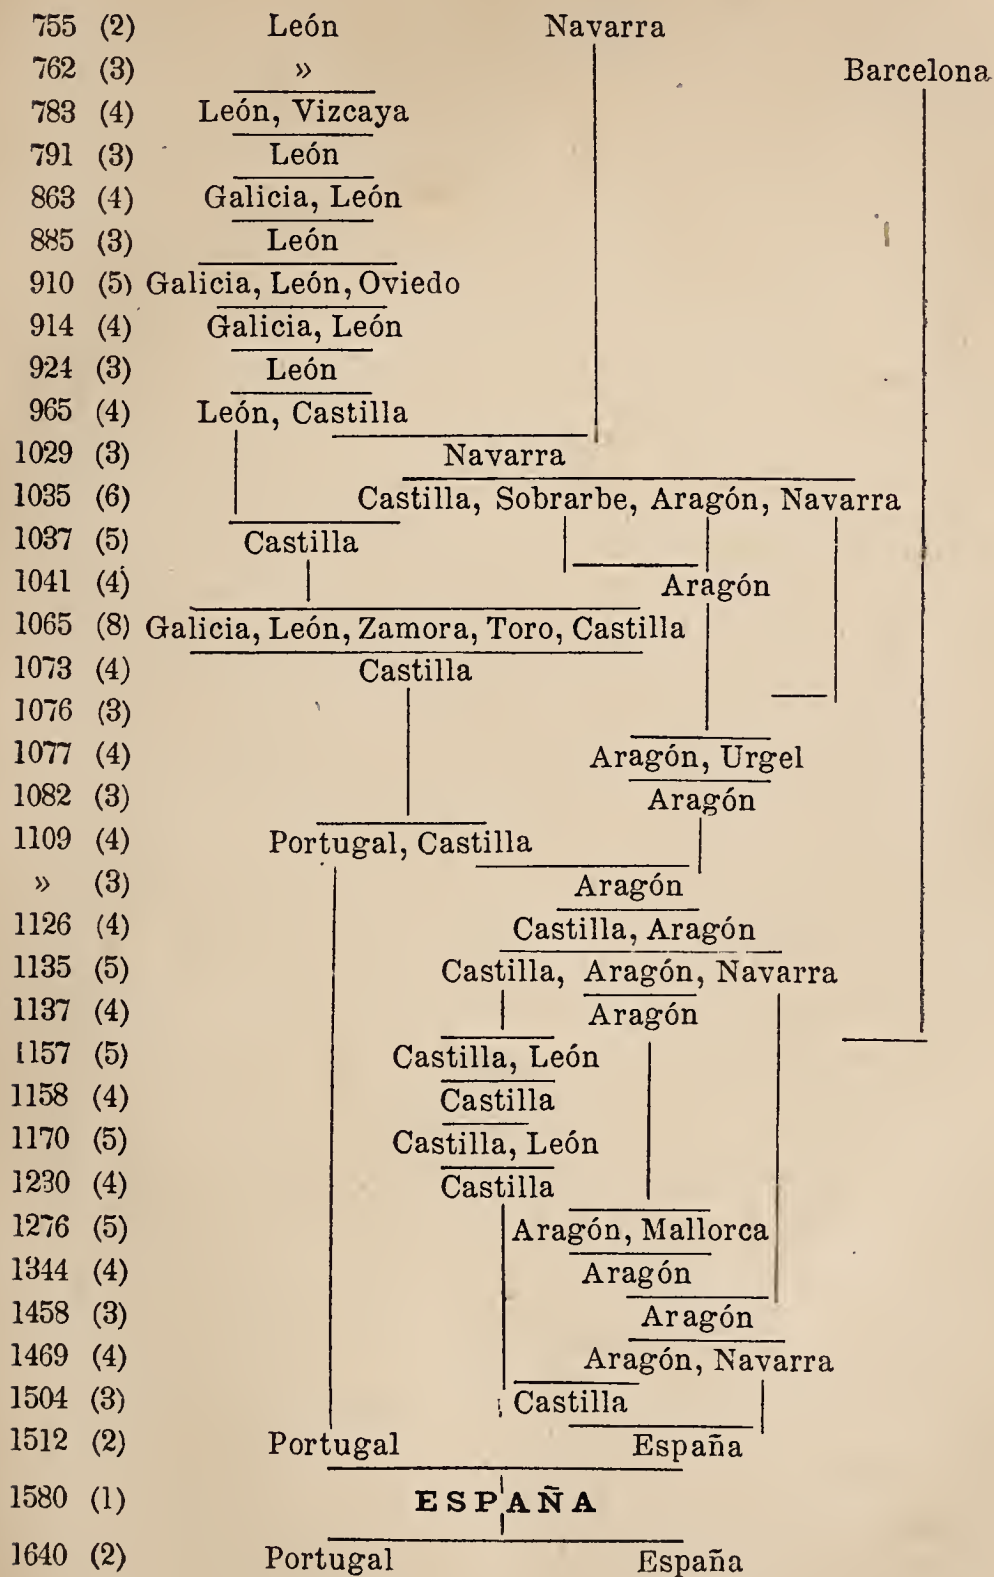 755 (2) León Navarra
762 (3) » Barcelona
783 (4) León, Vizcaya
791 (3) León
863 (4) Galicia, León
885 (3) León
910 (5) Galicia, León, Oviedo
914 (4) Galicia, León
924 (3) León
965 (4) León, Castilla
1029 (3) Navarra
1035 (6) Castilla, Sobrarbe, Aragón, Navarra
1037 (5) Castilla
1041 (4) Aragón
1065 (8) Galicia, León, Zamora, Toro, Castilla
1073 (4) Castilla
1076 (3)
1077 (4) Aragón, Urgel
1082 (3) Aragón
1109 (4) Portugal, Castilla
» (3) Aragón
1126 (4) Castilla, Aragón
1135 (5) Castilla, Aragón, Navarra
1137 (4) Aragón
1157 (5) Castilla, León
1158 (4) Castilla
1170 (5) Castilla, León
1230 (4) Castilla
1276 (5) Aragón, Mallorca
1344 (4) Aragón
1458 (3) Aragón
1469 (4) Aragón, Navarra
1504 (3) Castilla
1512 (2) Portugal España
1580 (1) ESPAÑA
1640 (2) Portugal España